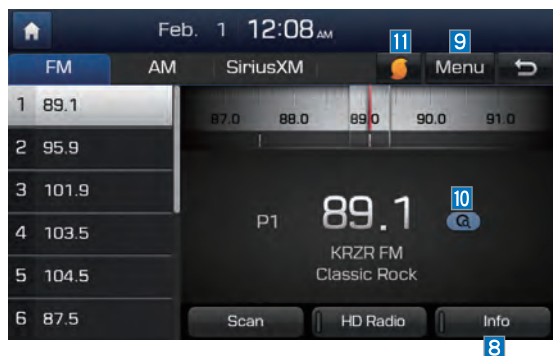 Feb. 1 12:08 AM
11 9
FM AM SiriusXM Menu
1 89.1
2 95.9
3 101.9
4 103.5
5 104.5
6 87.5
87.0 88.0 89.0 90.0 91.0
10
P1 89.1
KRZR FM
Classic Rock
Scan HD Radio Info
8